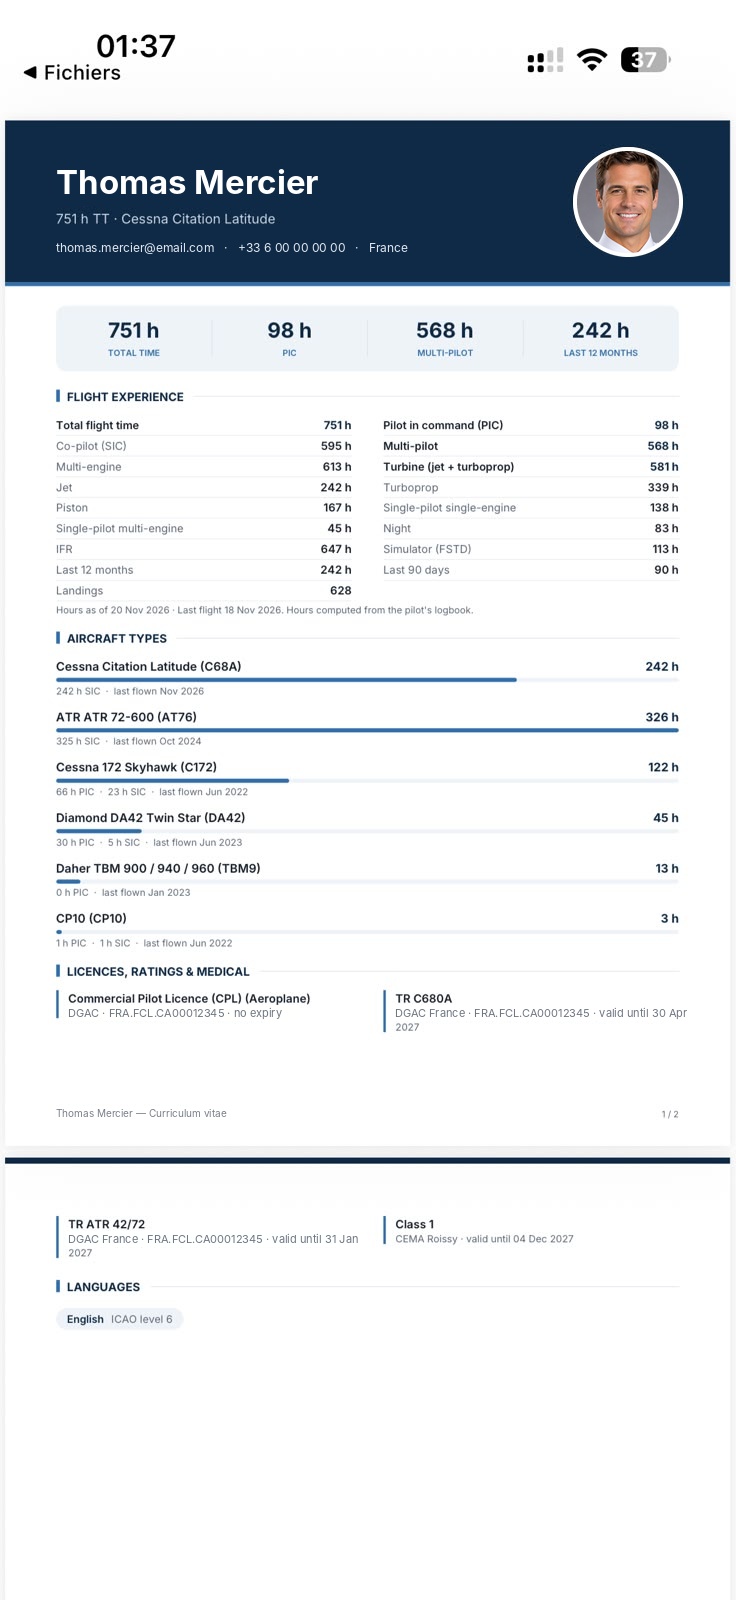 01:37
◀ Fichiers
37
Thomas Mercier
751 h TT · Cessna Citation Latitude
thomas.mercier@email.com · +33 6 00 00 00 00 · France
751 h 98 h 568 h 242 h
TOTAL TIME PIC MULTI-PILOT LAST 12 MONTHS
FLIGHT EXPERIENCE
Total flight time 751 h Pilot in command (PIC) 98 h
Co-pilot (SIC) 595 h Multi-pilot 568 h
Multi-engine 613 h Turbine (jet + turboprop) 581 h
Jet 242 h Turboprop 339 h
Piston 167 h Single-pilot single-engine 138 h
Single-pilot multi-engine 45 h Night 83 h
IFR 647 h Simulator (FSTD) 113 h
Last 12 months 242 h Last 90 days 90 h
Landings 628
Hours as of 20 Nov 2026 · Last flight 18 Nov 2026. Hours computed from the pilot's logbook.
AIRCRAFT TYPES
Cessna Citation Latitude (C68A) 242 h
242 h SIC · last flown Nov 2026
ATR ATR 72-600 (AT76) 326 h
325 h SIC · last flown Oct 2024
Cessna 172 Skyhawk (C172) 122 h
66 h PIC · 23 h SIC · last flown Jun 2022
Diamond DA42 Twin Star (DA42) 45 h
30 h PIC · 5 h SIC · last flown Jun 2023
Daher TBM 900 / 940 / 960 (TBM9) 13 h
0 h PIC · last flown Jan 2023
CP10 (CP10) 3 h
1 h PIC · 1 h SIC · last flown Jun 2022
LICENCES, RATINGS & MEDICAL
Commercial Pilot Licence (CPL) (Aeroplane)
DGAC · FRA.FCL.CA00012345 · no expiry
TR C680A
DGAC France · FRA.FCL.CA00012345 · valid until 30 Apr
2027
Thomas Mercier — Curriculum vitae 1 / 2
TR ATR 42/72
DGAC France · FRA.FCL.CA00012345 · valid until 31 Jan
2027
Class 1
CEMA Roissy · valid until 04 Dec 2027
LANGUAGES
English ICAO level 6